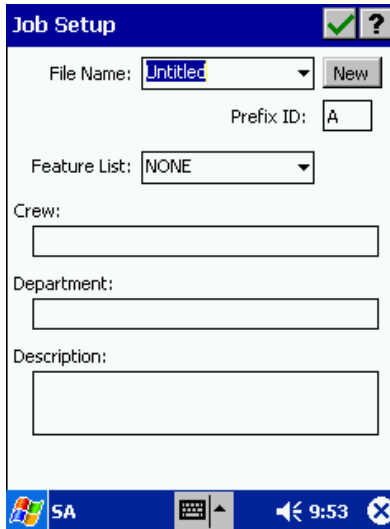 Job Setup ?
File Name: Untitled New
Prefix ID: A
Feature List: NONE
Crew:
Department:
Description:
SA 9:53